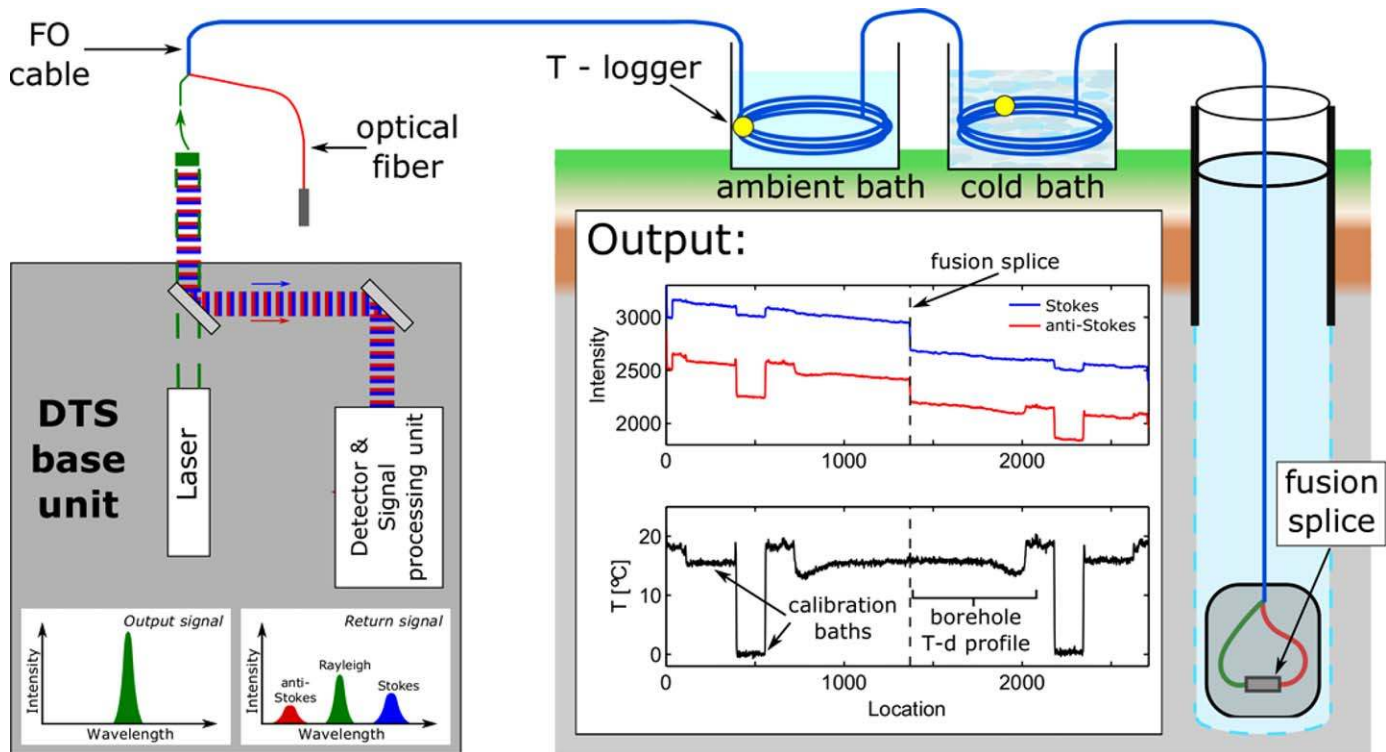 FO
cable
T - logger
optical
fiber
ambient bath
cold bath
DTS
base
unit
Laser
Detector &
Signal
processing unit
Output signal
Intensity
Wavelength
Return signal
Intensity
anti-
Stokes
Rayleigh
Stokes
Wavelength
Output:
fusion splice
Stokes
anti-Stokes
Intensity
3000
2500
2000
0
1000
2000
T [ºC]
20
10
0
calibration
baths
borehole
T-d profile
0
1000
2000
Location
fusion
splice